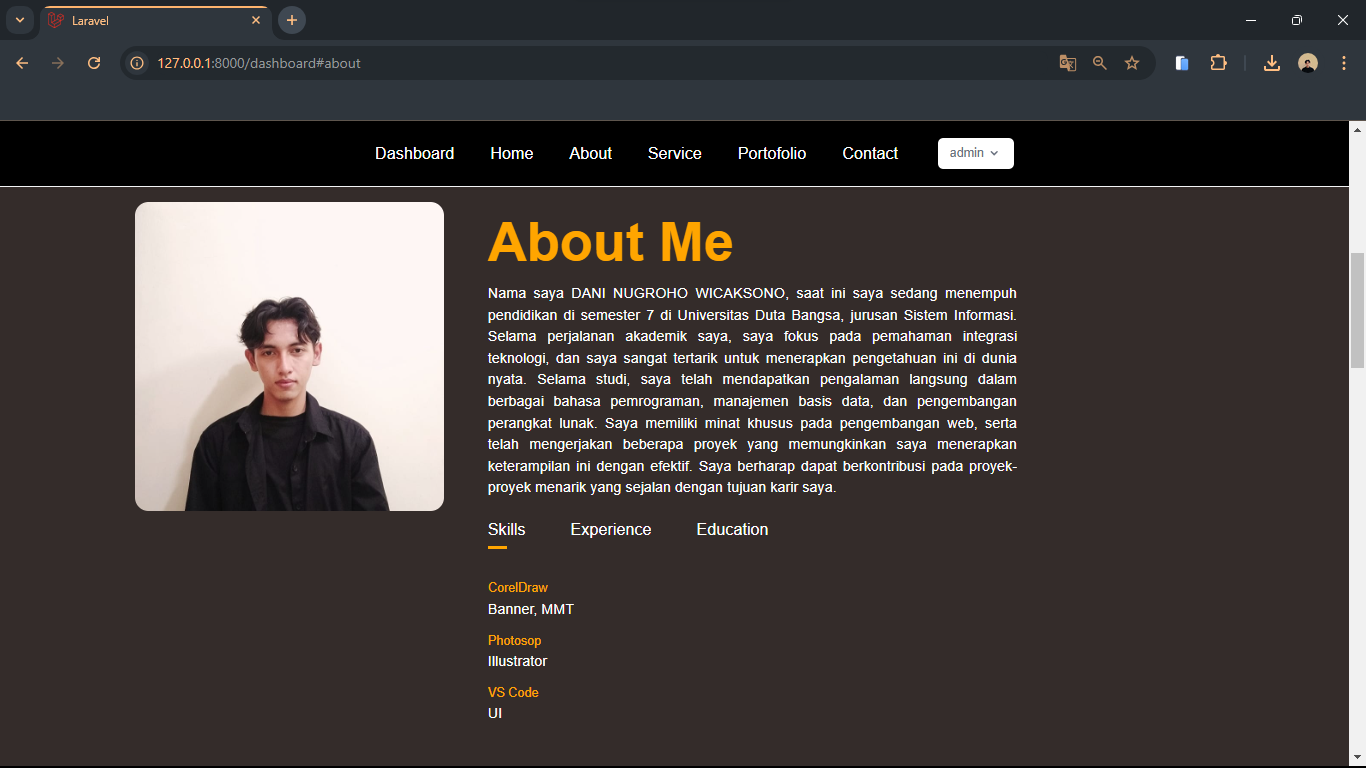 Laravel
127.0.0.1:8000/dashboard#about
Dashboard Home About Service Portofolio Contact admin
About Me
Nama saya DANI NUGROHO WICAKSONO, saat ini saya sedang menempuh
pendidikan di semester 7 di Universitas Duta Bangsa, jurusan Sistem Informasi.
Selama perjalanan akademik saya, saya fokus pada pemahaman integrasi
teknologi, dan saya sangat tertarik untuk menerapkan pengetahuan ini di dunia
nyata. Selama studi, saya telah mendapatkan pengalaman langsung dalam
berbagai bahasa pemrograman, manajemen basis data, dan pengembangan
perangkat lunak. Saya memiliki minat khusus pada pengembangan web, serta
telah mengerjakan beberapa proyek yang memungkinkan saya menerapkan
keterampilan ini dengan efektif. Saya berharap dapat berkontribusi pada proyek-
proyek menarik yang sejalan dengan tujuan karir saya.
Skills Experience Education
CorelDraw
Banner, MMT
Photosop
Illustrator
VS Code
UI